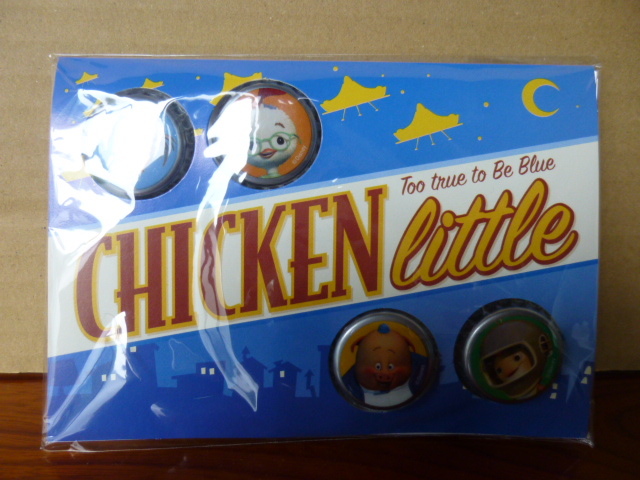 Too true to Be Blue
CHICKEN little